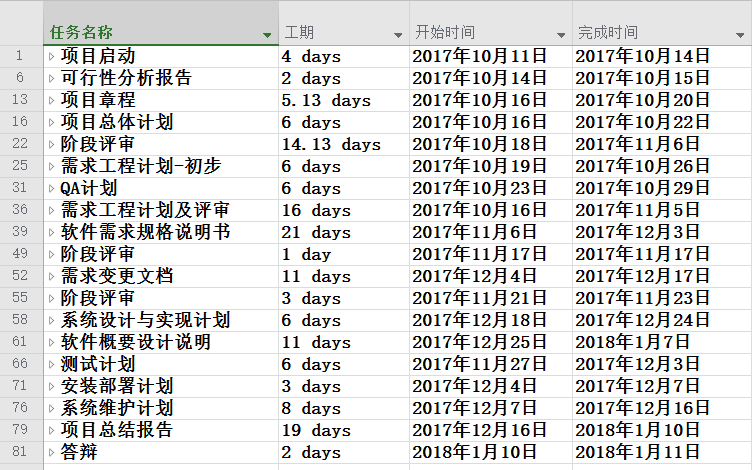 任务名称 工期 开始时间 完成时间
1 项目启动 4 days 2017年10月11日 2017年10月14日
6 可行性分析报告 2 days 2017年10月14日 2017年10月15日
13 项目章程 5.13 days 2017年10月16日 2017年10月20日
16 项目总体计划 6 days 2017年10月16日 2017年10月22日
22 阶段评审 14.13 days 2017年10月18日 2017年11月6日
25 需求工程计划-初步 6 days 2017年10月19日 2017年10月26日
31 QA计划 6 days 2017年10月23日 2017年10月29日
36 需求工程计划及评审 16 days 2017年10月16日 2017年11月5日
39 软件需求规格说明书 21 days 2017年11月6日 2017年12月3日
49 阶段评审 1 day 2017年11月17日 2017年11月17日
52 需求变更文档 11 days 2017年12月4日 2017年12月17日
55 阶段评审 3 days 2017年11月21日 2017年11月23日
58 系统设计与实现计划 6 days 2017年12月18日 2017年12月24日
61 软件概要设计说明 11 days 2017年12月25日 2018年1月7日
66 测试计划 6 days 2017年11月27日 2017年12月3日
71 安装部署计划 3 days 2017年12月4日 2017年12月7日
76 系统维护计划 8 days 2017年12月7日 2017年12月16日
79 项目总结报告 19 days 2017年12月16日 2018年1月10日
81 答辩 2 days 2018年1月10日 2018年1月11日